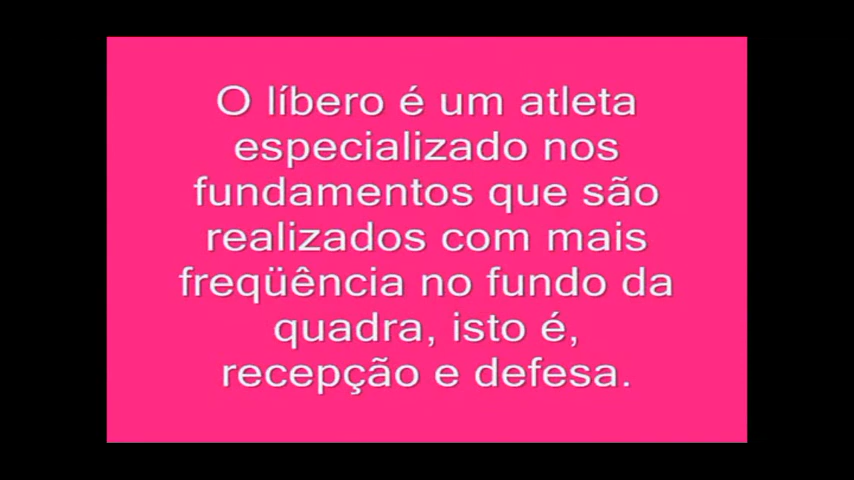 O líbero é um atleta
especializado nos
fundamentos que são
realizados com mais
freqüência no fundo da
quadra, isto é,
recepção e defesa.